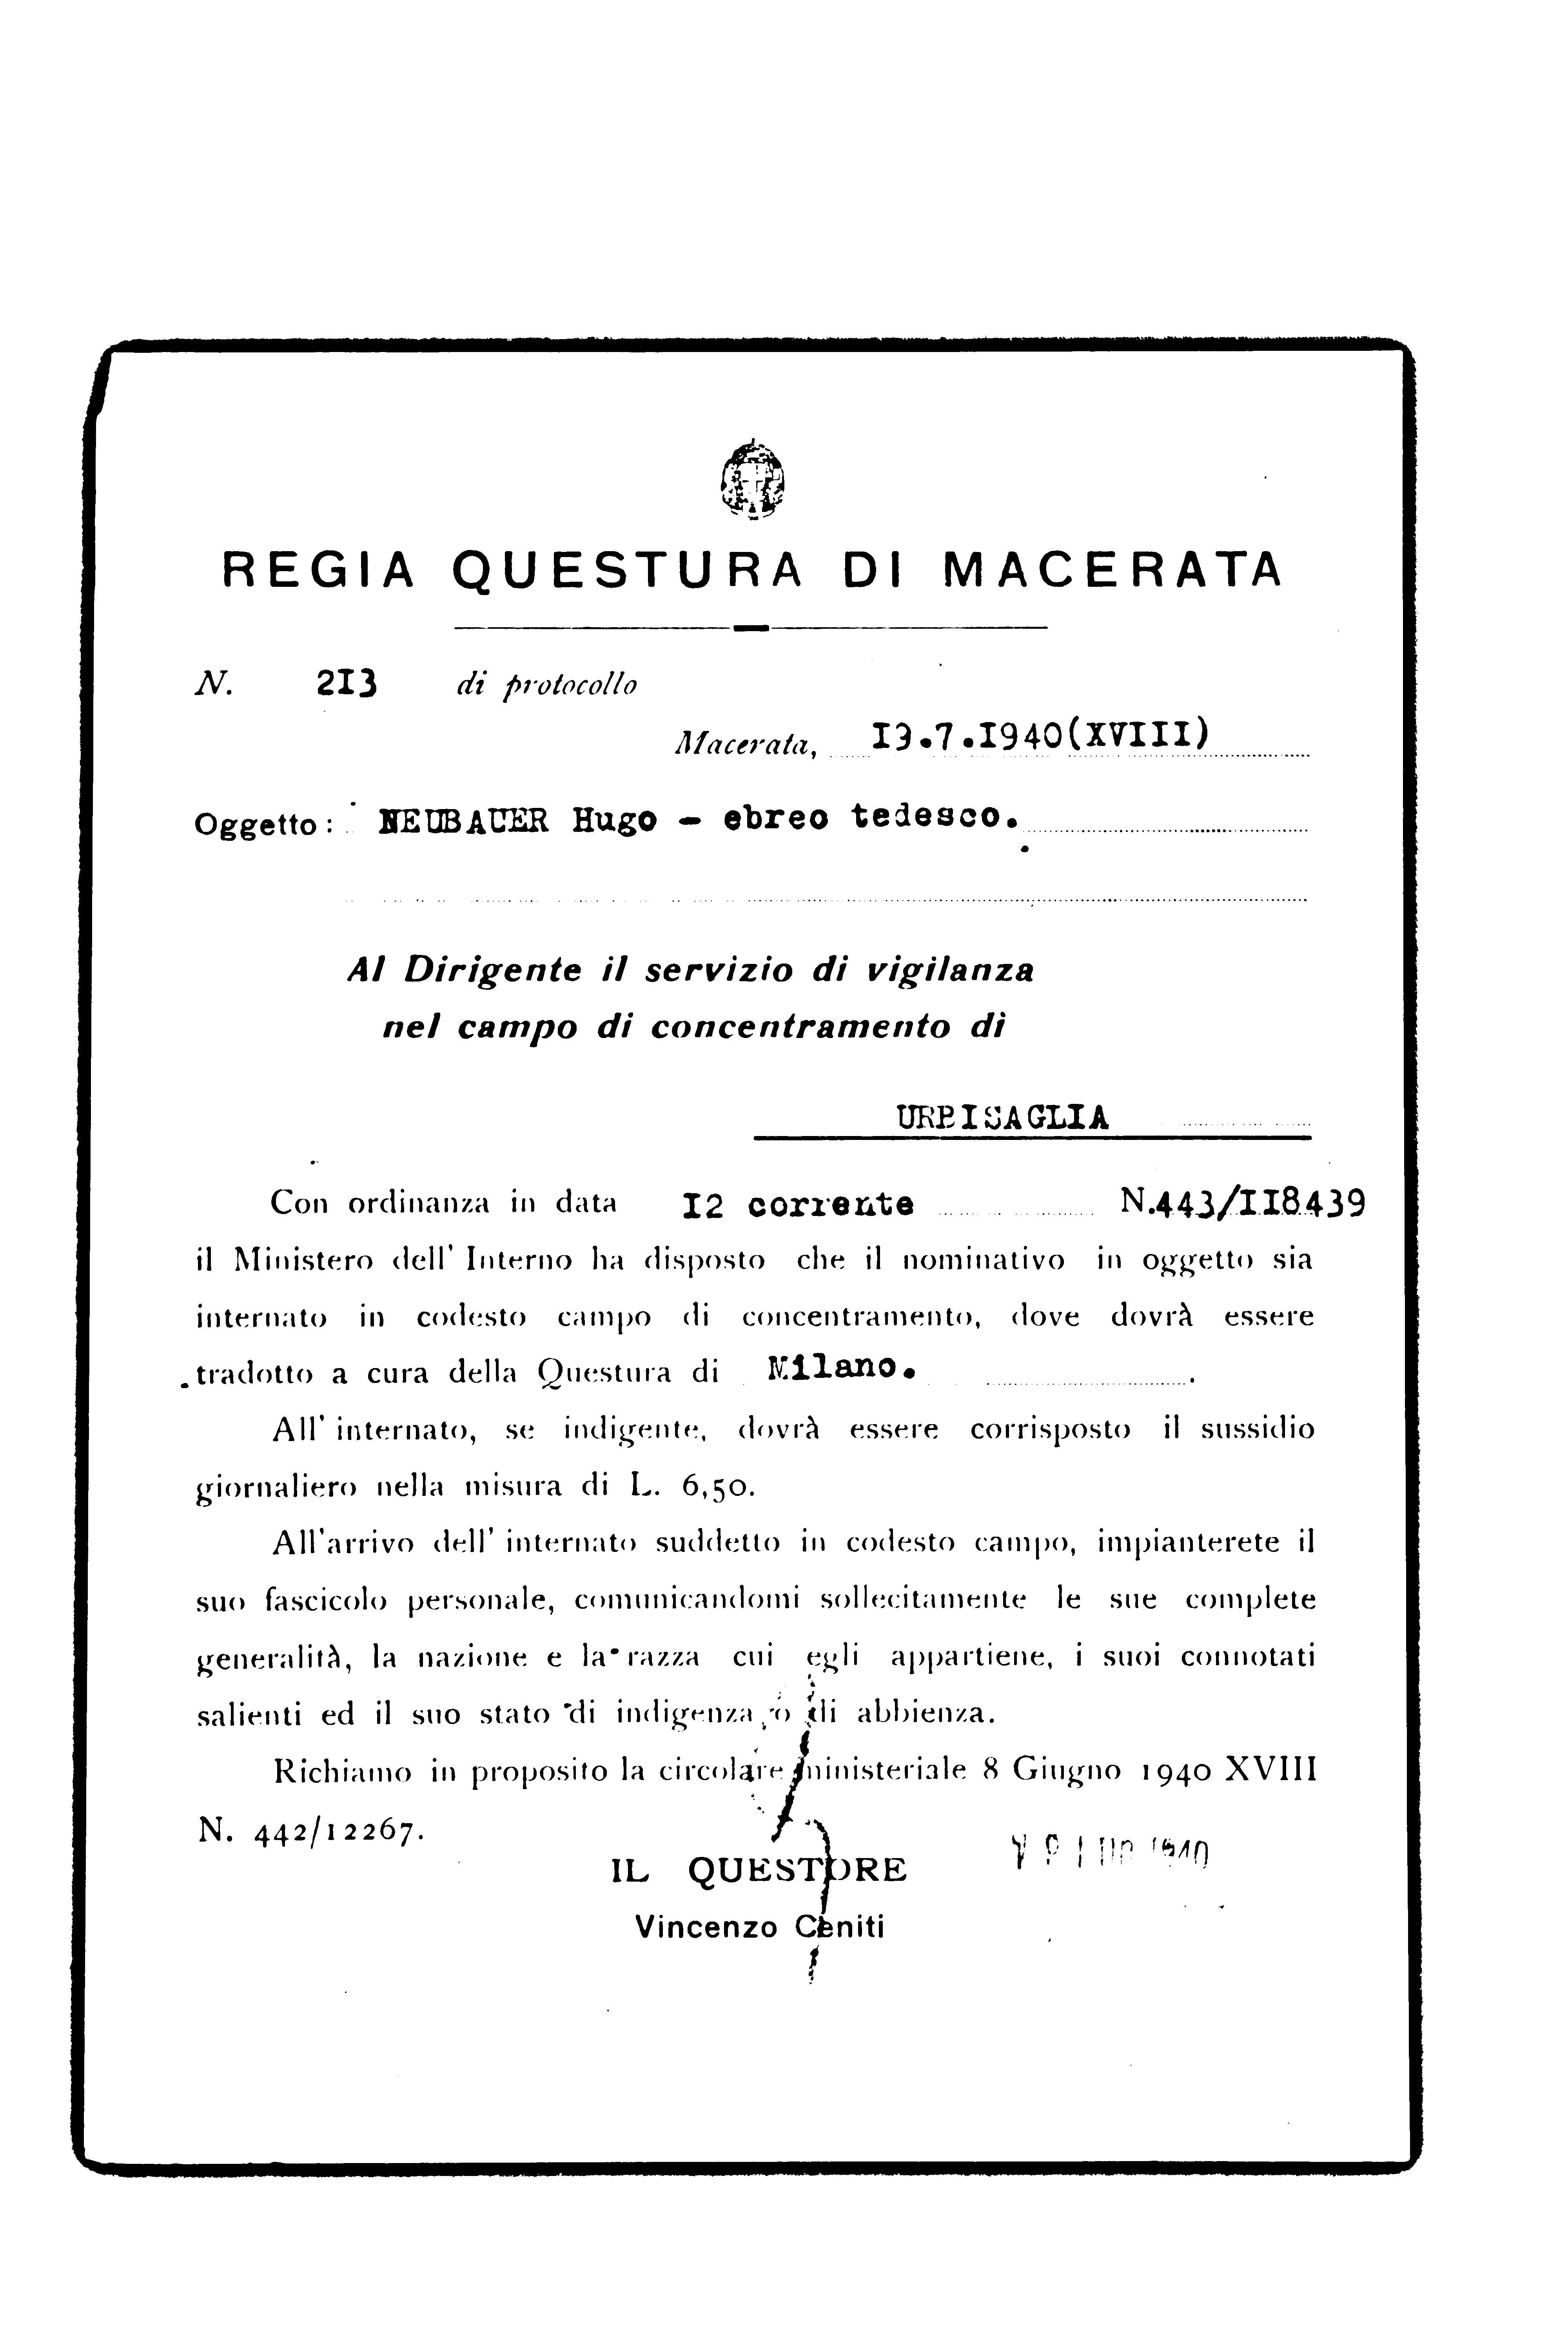 REGIA QUESTURA DI MACERATA
N. 213 di protocollo
Macerata, 19.7.1940(XVIII)
Oggetto: NEUBAUER Hugo - ebreo tedesco.
Al Dirigente il servizio di vigilanza
nel campo di concentramento di
URBISAGLIA
Con ordinanza in data 12 corrente N.443/118439
il Ministero dell' Interno ha disposto che il nominativo in oggetto sia
internato in codesto campo di concentramento, dove dovrà essere
tradotto a cura della Questura di Milano.
All' internato, se indigente, dovrà essere corrisposto il sussidio
giornaliero nella misura di L. 6,50.
All'arrivo dell' internato suddetto in codesto campo, impianterete il
suo fascicolo personale, comunicandomi sollecitamente le sue complete
generalità, la nazione e la razza cui egli appartiene, i suoi connotati
salienti ed il suo stato di indigenza o di abbienza.
Richiamo in proposito la circolare ministeriale 8 Giugno 1940 XVIII
N. 442/12267.
IL QUESTORE
Vincenzo Ceniti
1940